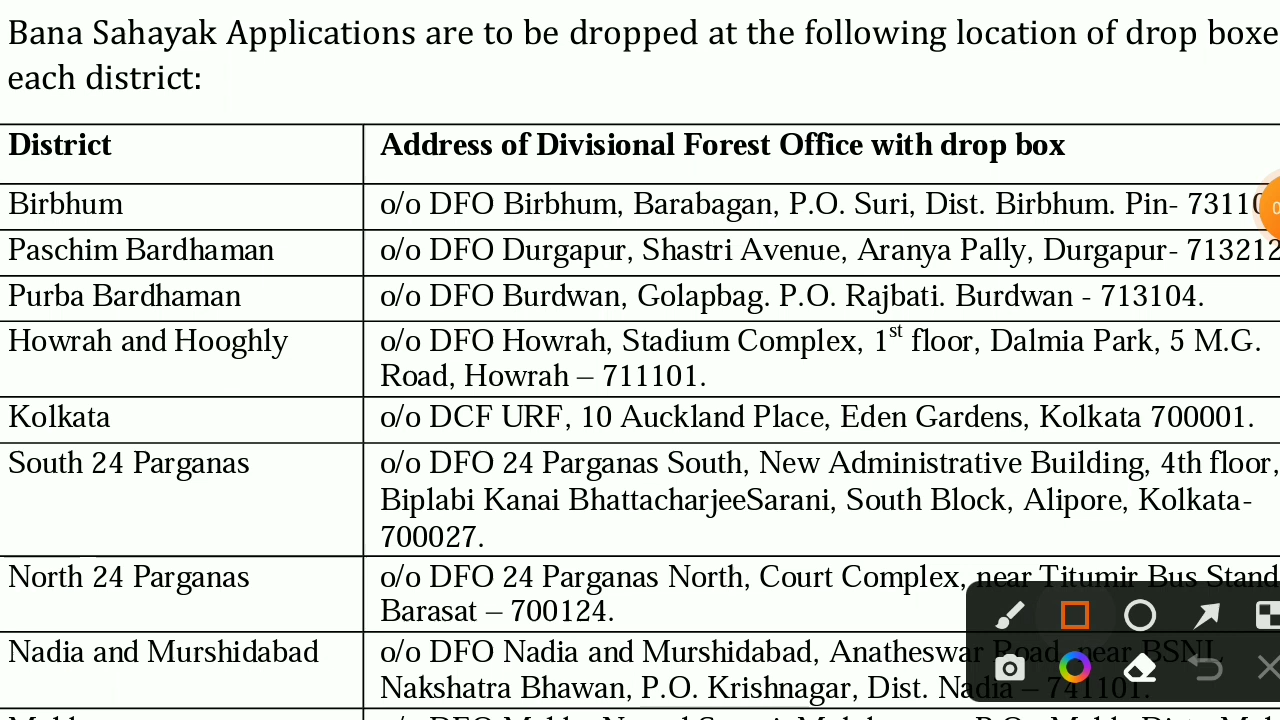 Bana Sahayak Applications are to be dropped at the following location of drop boxe
each district:
District
Address of Divisional Forest Office with drop box
Birbhum
o/o DFO Birbhum, Barabagan, P.O. Suri, Dist. Birbhum. Pin- 73110
Paschim Bardhaman
o/o DFO Durgapur, Shastri Avenue, Aranya Pally, Durgapur- 713212
Purba Bardhaman
o/o DFO Burdwan, Golapbag. P.O. Rajbati. Burdwan - 713104.
Howrah and Hooghly
o/o DFO Howrah, Stadium Complex, 1st floor, Dalmia Park, 5 M.G.
Road, Howrah – 711101.
Kolkata
o/o DCF URF, 10 Auckland Place, Eden Gardens, Kolkata 700001.
South 24 Parganas
o/o DFO 24 Parganas South, New Administrative Building, 4th floor,
Biplabi Kanai BhattacharjeeSarani, South Block, Alipore, Kolkata-
700027.
North 24 Parganas
o/o DFO 24 Parganas North, Court Complex, near Titumir Bus Stand
Barasat – 700124.
Nadia and Murshidabad
o/o DFO Nadia and Murshidabad, Anatheswar Road, near BSNL
Nakshatra Bhawan, P.O. Krishnagar, Dist. Nadia – 741101.